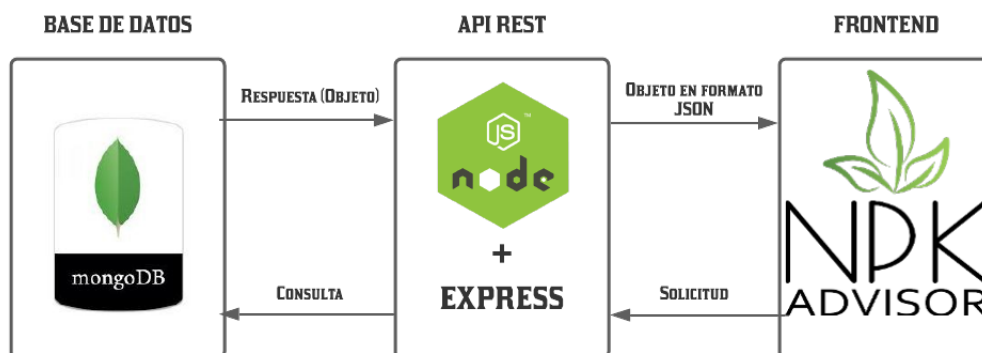 BASE DE DATOS
API REST
FRONTEND
RESPUESTA (OBJETO)
OBJETO EN FORMATO
JSON
JS
TM
node
mongoDB
+
EXPRESS
CONSULTA
SOLICITUD
NPK
ADVISOR